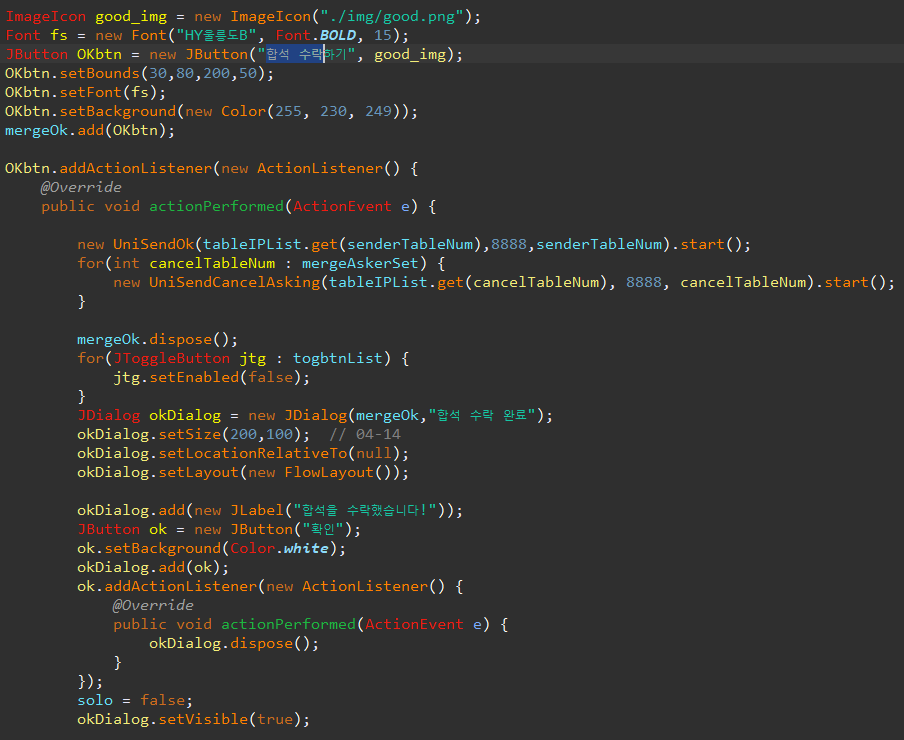 ImageIcon good_img = new ImageIcon("./img/good.png");
Font fs = new Font("HY울릉도B", Font.BOLD, 15);
JButton OKbtn = new JButton("합석 수락하기", good_img);
OKbtn.setBounds(30,80,200,50);
OKbtn.setFont(fs);
OKbtn.setBackground(new Color(255, 230, 249));
mergeOk.add(OKbtn);
OKbtn.addActionListener(new ActionListener() {
@Override
public void actionPerformed(ActionEvent e) {
new UniSendOk(tableIPList.get(senderTableNum),8888,senderTableNum).start();
for(int cancelTableNum : mergeAskerSet) {
new UniSendCancelAsking(tableIPList.get(cancelTableNum), 8888, cancelTableNum).start();
}
mergeOk.dispose();
for(JToggleButton jtg : togbtnList) {
jtg.setEnabled(false);
}
JDialog okDialog = new JDialog(mergeOk,"합석 수락 완료");
okDialog.setSize(200,100);  // 04-14
okDialog.setLocationRelativeTo(null);
okDialog.setLayout(new FlowLayout());
okDialog.add(new JLabel("합석을 수락했습니다!"));
JButton ok = new JButton("확인");
ok.setBackground(Color.white);
okDialog.add(ok);
ok.addActionListener(new ActionListener() {
@Override
public void actionPerformed(ActionEvent e) {
okDialog.dispose();
}
});
solo = false;
okDialog.setVisible(true);